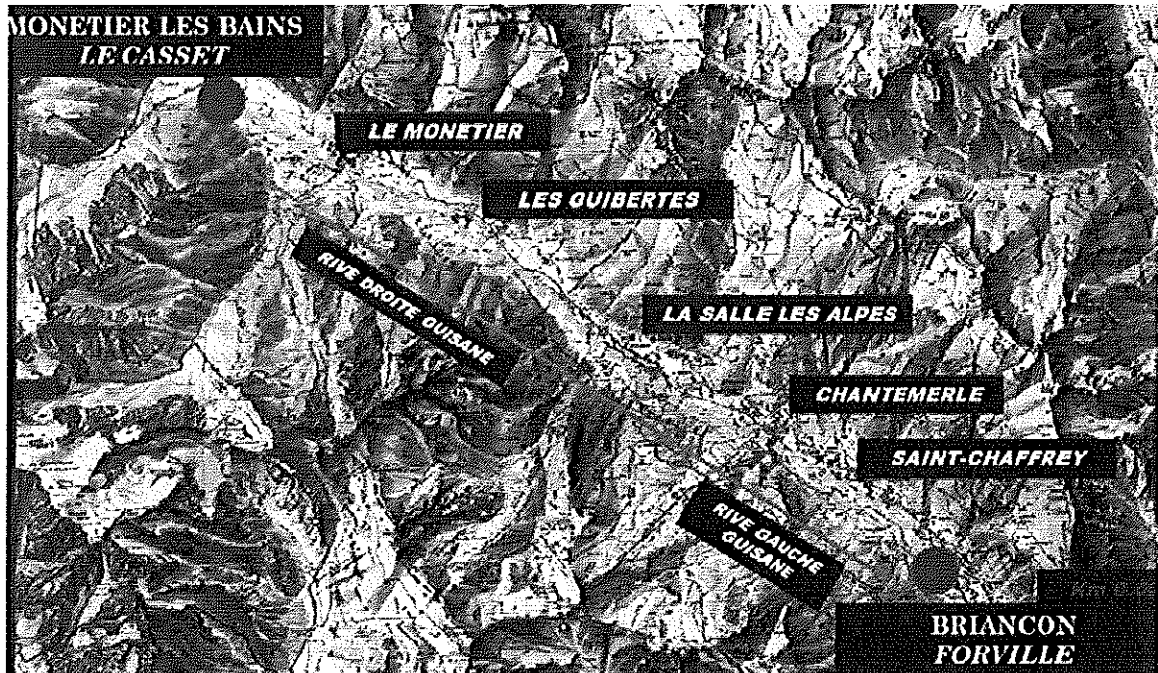 MONETIER LES BAINS
LE CASSET
LE MONETIER
LES GUIBERTES
RIVE DROITE GUISANE
LA SALLE LES ALPES
CHANTEMERLE
SAINT-CHAFFREY
RIVE GAUCHE
GUISANE
BRIANCON
FORVILLE